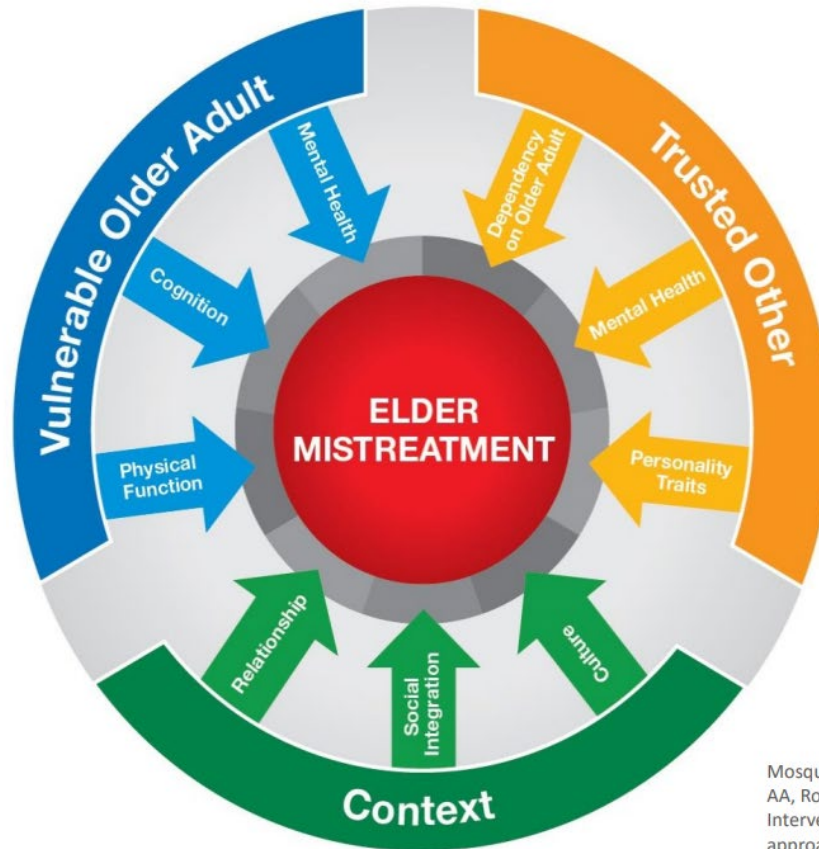 Vulnerable Older Adult
Mental Health
Cognition
Physical
Function
Trusted Other
Dependency
on Older Adult
Mental Health
Personality
Traits
ELDER
MISTREATMENT
Relationship
Social
Integration
Culture
Context
Mosqu
AA, Ro
Interve
approa